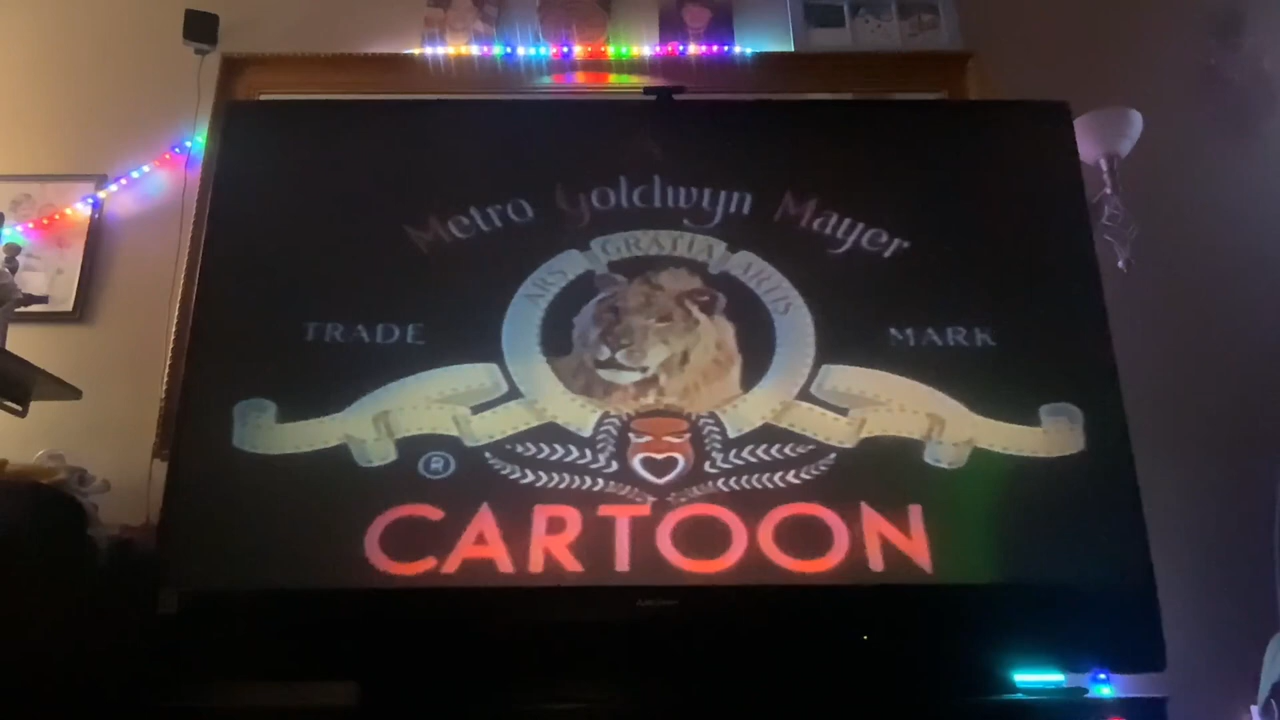 Metro Goldwyn Mayer
ARS GRATIA ARTIS
TRADE MARK
®
CARTOON